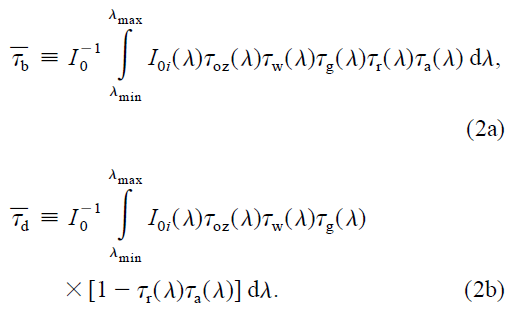 λmax
τ̅b ≡ I0^−1 ∫ I0i(λ)τoz(λ)τw(λ)τg(λ)τr(λ)τa(λ) dλ,
λmin
(2a)
λmax
τ̅d ≡ I0^−1 ∫ I0i(λ)τoz(λ)τw(λ)τg(λ)
λmin
× [1 − τr(λ)τa(λ)] dλ. (2b)